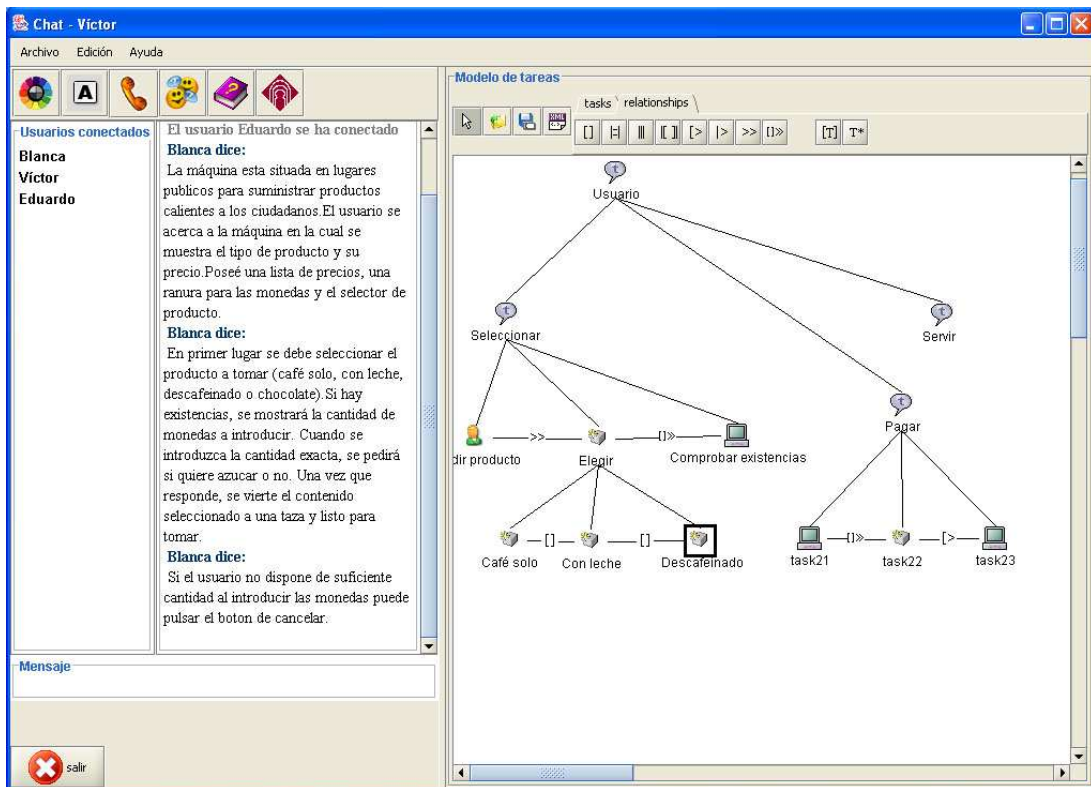 Chat - Víctor
Archivo Edición Ayuda
A
Usuarios conectados
Blanca
Víctor
Eduardo
El usuario Eduardo se ha conectado
Blanca dice:
La máquina esta situada en lugares
publicos para suministrar productos
calientes a los ciudadanos.El usuario se
acerca a la máquina en la cual se
muestra el tipo de producto y su
precio.Poseé una lista de precios, una
ranura para las monedas y el selector de
producto.
Blanca dice:
En primer lugar se debe seleccionar el
producto a tomar (café solo, con leche,
descafeinado o chocolate).Si hay
existencias, se mostrará la cantidad de
monedas a introducir. Cuando se
introduzca la cantidad exacta, se pedirá
si quiere azucar o no. Una vez que
responde, se vierte el contenido
seleccionado a una taza y listo para
tomar.
Blanca dice:
Si el usuario no dispone de suficiente
cantidad al introducir las monedas puede
pulsar el boton de cancelar.
Mensaje
salir
Modelo de tareas
tasks relationships
XML
[] |=| ||| |[ ]| [> |> >> []» [T] T*
t
Usuario
t
Seleccionar
t
Servir
t
Pagar
>> []»
dir producto Elegir Comprobar existencias
[] [] []» [>
Café solo Con leche Descafeinado task21 task22 task23